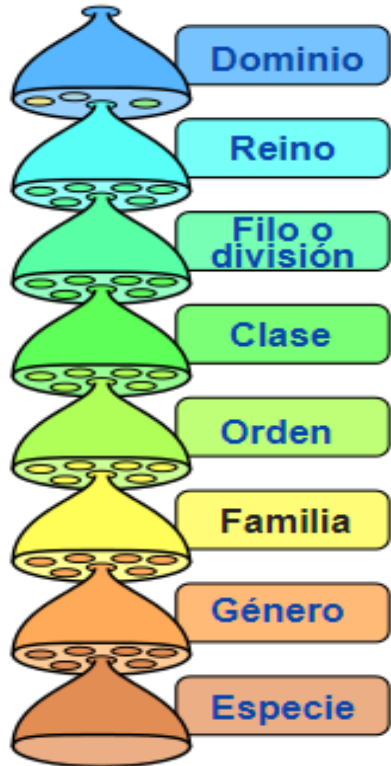 Dominio
Reino
Filo o
división
Clase
Orden
Familia
Género
Especie